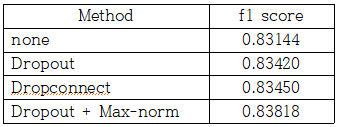 Method f1 score
none 0.83144
Dropout 0.83420
Dropconnect 0.83450
Dropout + Max-norm 0.83818